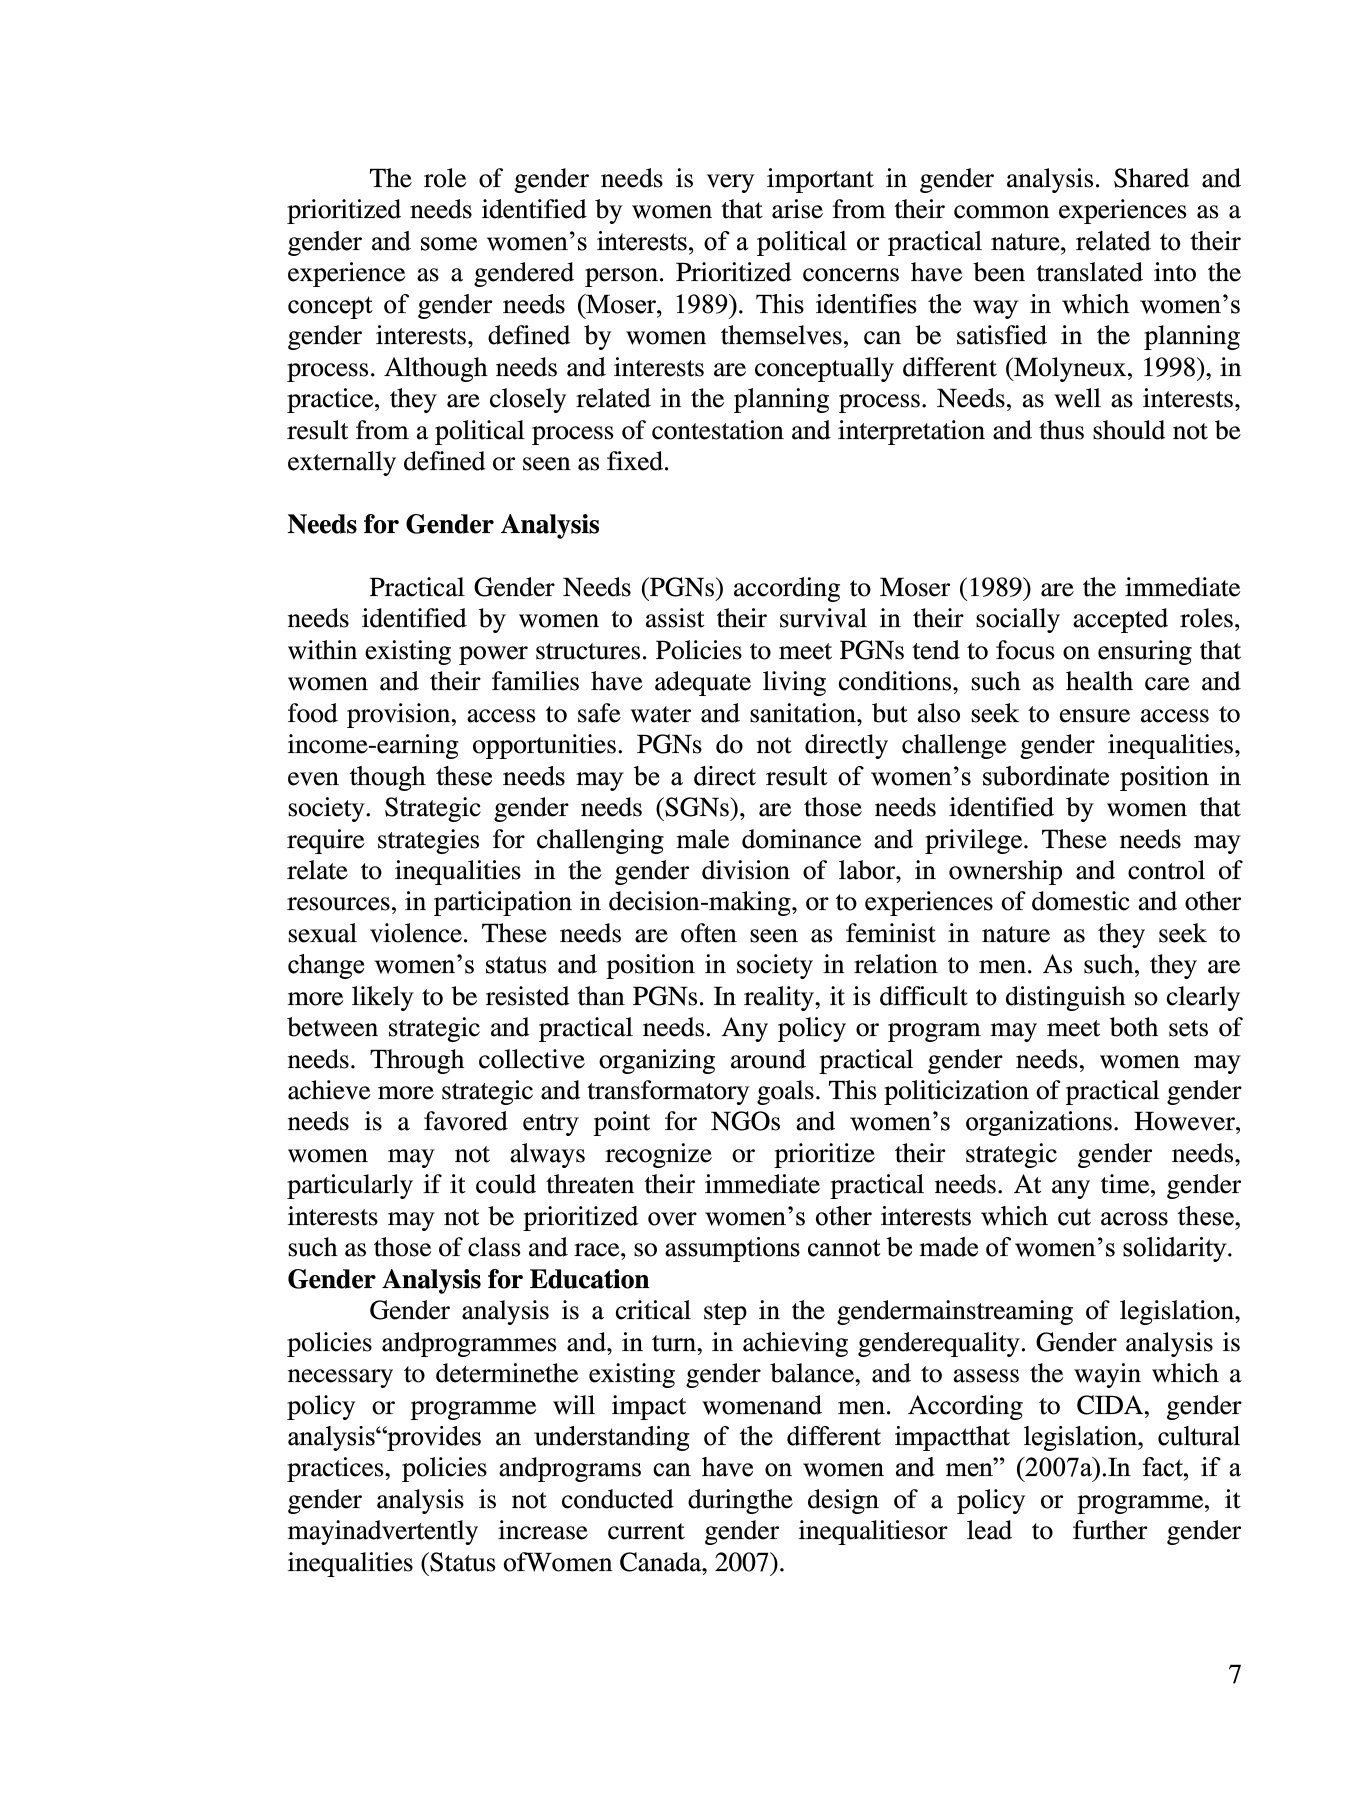 The role of gender needs is very important in gender analysis. Shared and
prioritized needs identified by women that arise from their common experiences as a
gender and some women’s interests, of a political or practical nature, related to their
experience as a gendered person. Prioritized concerns have been translated into the
concept of gender needs (Moser, 1989). This identifies the way in which women’s
gender interests, defined by women themselves, can be satisfied in the planning
process. Although needs and interests are conceptually different (Molyneux, 1998), in
practice, they are closely related in the planning process. Needs, as well as interests,
result from a political process of contestation and interpretation and thus should not be
externally defined or seen as fixed.
Needs for Gender Analysis
Practical Gender Needs (PGNs) according to Moser (1989) are the immediate
needs identified by women to assist their survival in their socially accepted roles,
within existing power structures. Policies to meet PGNs tend to focus on ensuring that
women and their families have adequate living conditions, such as health care and
food provision, access to safe water and sanitation, but also seek to ensure access to
income-earning opportunities. PGNs do not directly challenge gender inequalities,
even though these needs may be a direct result of women’s subordinate position in
society. Strategic gender needs (SGNs), are those needs identified by women that
require strategies for challenging male dominance and privilege. These needs may
relate to inequalities in the gender division of labor, in ownership and control of
resources, in participation in decision-making, or to experiences of domestic and other
sexual violence. These needs are often seen as feminist in nature as they seek to
change women’s status and position in society in relation to men. As such, they are
more likely to be resisted than PGNs. In reality, it is difficult to distinguish so clearly
between strategic and practical needs. Any policy or program may meet both sets of
needs. Through collective organizing around practical gender needs, women may
achieve more strategic and transformatory goals. This politicization of practical gender
needs is a favored entry point for NGOs and women’s organizations. However,
women may not always recognize or prioritize their strategic gender needs,
particularly if it could threaten their immediate practical needs. At any time, gender
interests may not be prioritized over women’s other interests which cut across these,
such as those of class and race, so assumptions cannot be made of women’s solidarity.
Gender Analysis for Education
Gender analysis is a critical step in the gendermainstreaming of legislation,
policies andprogrammes and, in turn, in achieving genderequality. Gender analysis is
necessary to determinethe existing gender balance, and to assess the wayin which a
policy or programme will impact womenand men. According to CIDA, gender
analysis“provides an understanding of the different impactthat legislation, cultural
practices, policies andprograms can have on women and men” (2007a).In fact, if a
gender analysis is not conducted duringthe design of a policy or programme, it
mayinadvertently increase current gender inequalitiesor lead to further gender
inequalities (Status ofWomen Canada, 2007).
7